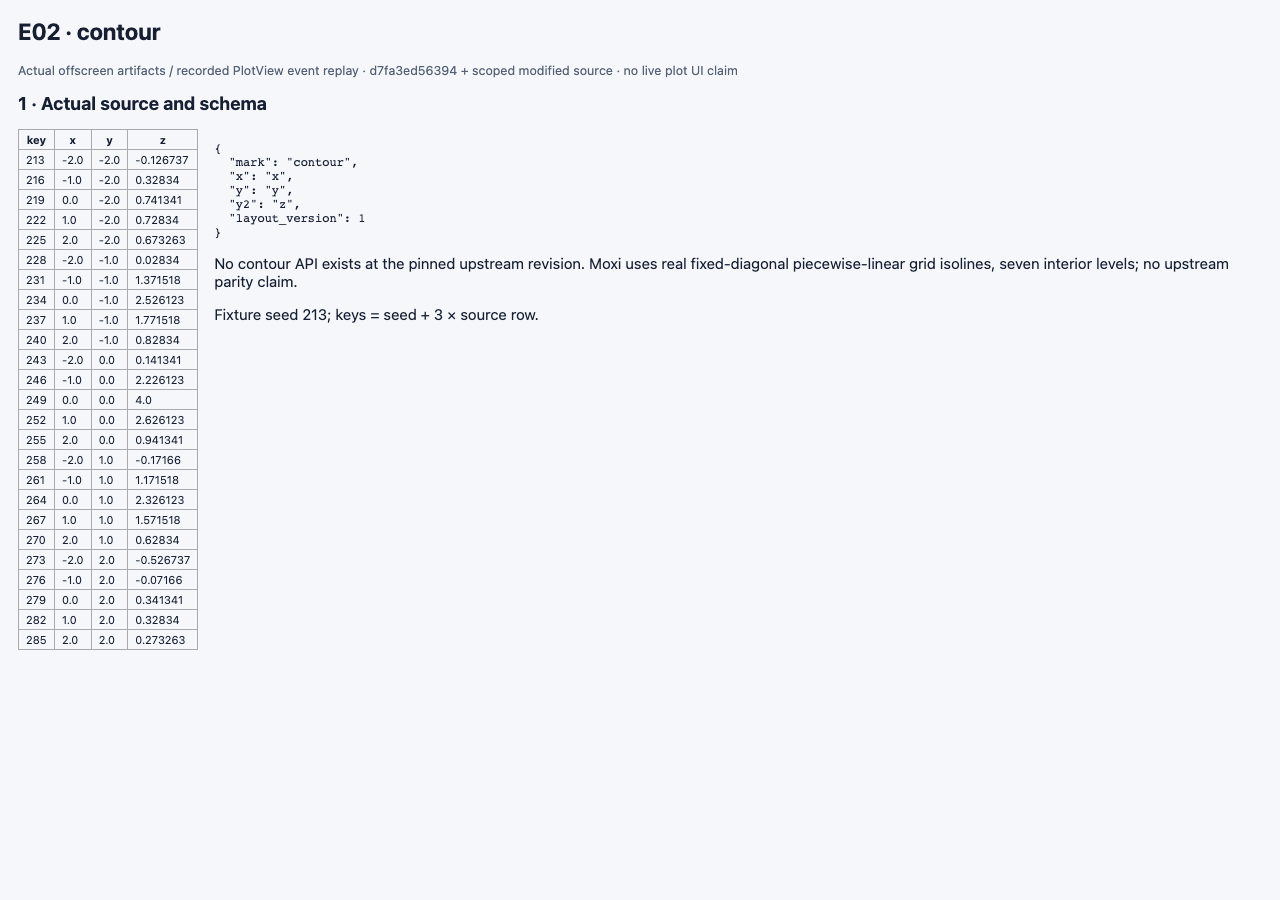 E02 · contour
Actual offscreen artifacts / recorded PlotView event replay · d7fa3ed56394 + scoped modified source · no live plot UI claim
1 · Actual source and schema
key x y z
213 -2.0 -2.0 -0.126737
216 -1.0 -2.0 0.32834
219 0.0 -2.0 0.741341
222 1.0 -2.0 0.72834
225 2.0 -2.0 0.673263
228 -2.0 -1.0 0.02834
231 -1.0 -1.0 1.371518
234 0.0 -1.0 2.526123
237 1.0 -1.0 1.771518
240 2.0 -1.0 0.82834
243 -2.0 0.0 0.141341
246 -1.0 0.0 2.226123
249 0.0 0.0 4.0
252 1.0 0.0 2.626123
255 2.0 0.0 0.941341
258 -2.0 1.0 -0.17166
261 -1.0 1.0 1.171518
264 0.0 1.0 2.326123
267 1.0 1.0 1.571518
270 2.0 1.0 0.62834
273 -2.0 2.0 -0.526737
276 -1.0 2.0 -0.07166
279 0.0 2.0 0.341341
282 1.0 2.0 0.32834
285 2.0 2.0 0.273263
{
"mark": "contour",
"x": "x",
"y": "y",
"y2": "z",
"layout_version": 1
}
No contour API exists at the pinned upstream revision. Moxi uses real fixed-diagonal piecewise-linear grid isolines, seven interior levels; no upstream
parity claim.
Fixture seed 213; keys = seed + 3 × source row.